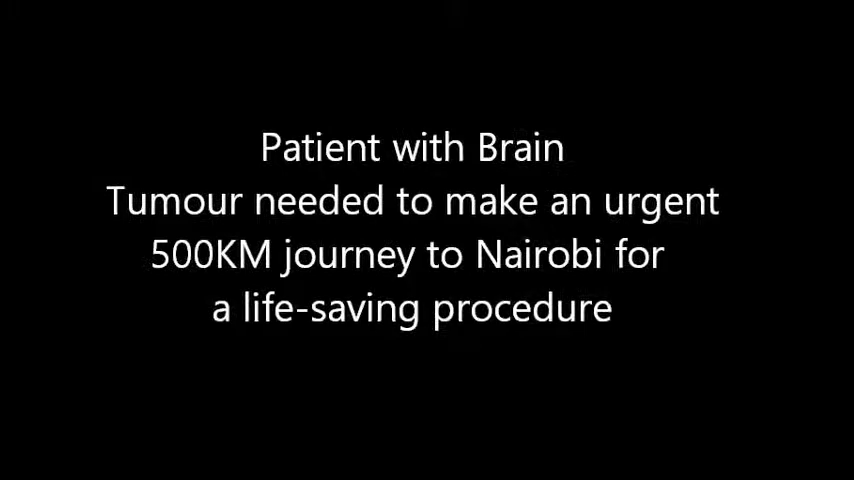 Patient with Brain
Tumour needed to make an urgent
500KM journey to Nairobi for
a life-saving procedure